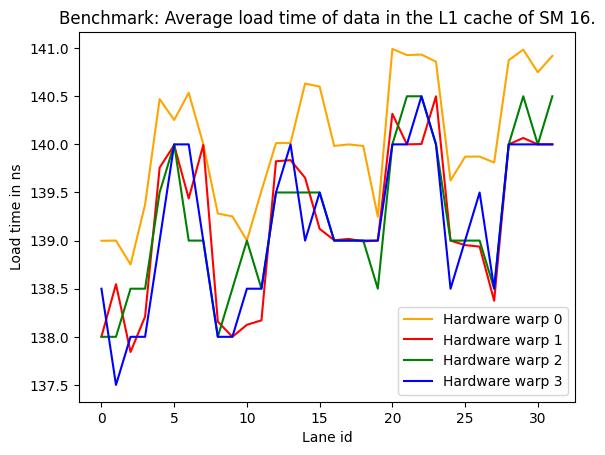 Benchmark: Average load time of data in the L1 cache of SM 16.
Load time in ns
141.0
140.5
140.0
139.5
139.0
138.5
138.0
137.5
Hardware warp 0
Hardware warp 1
Hardware warp 2
Hardware warp 3
0 5 10 15 20 25 30
Lane id